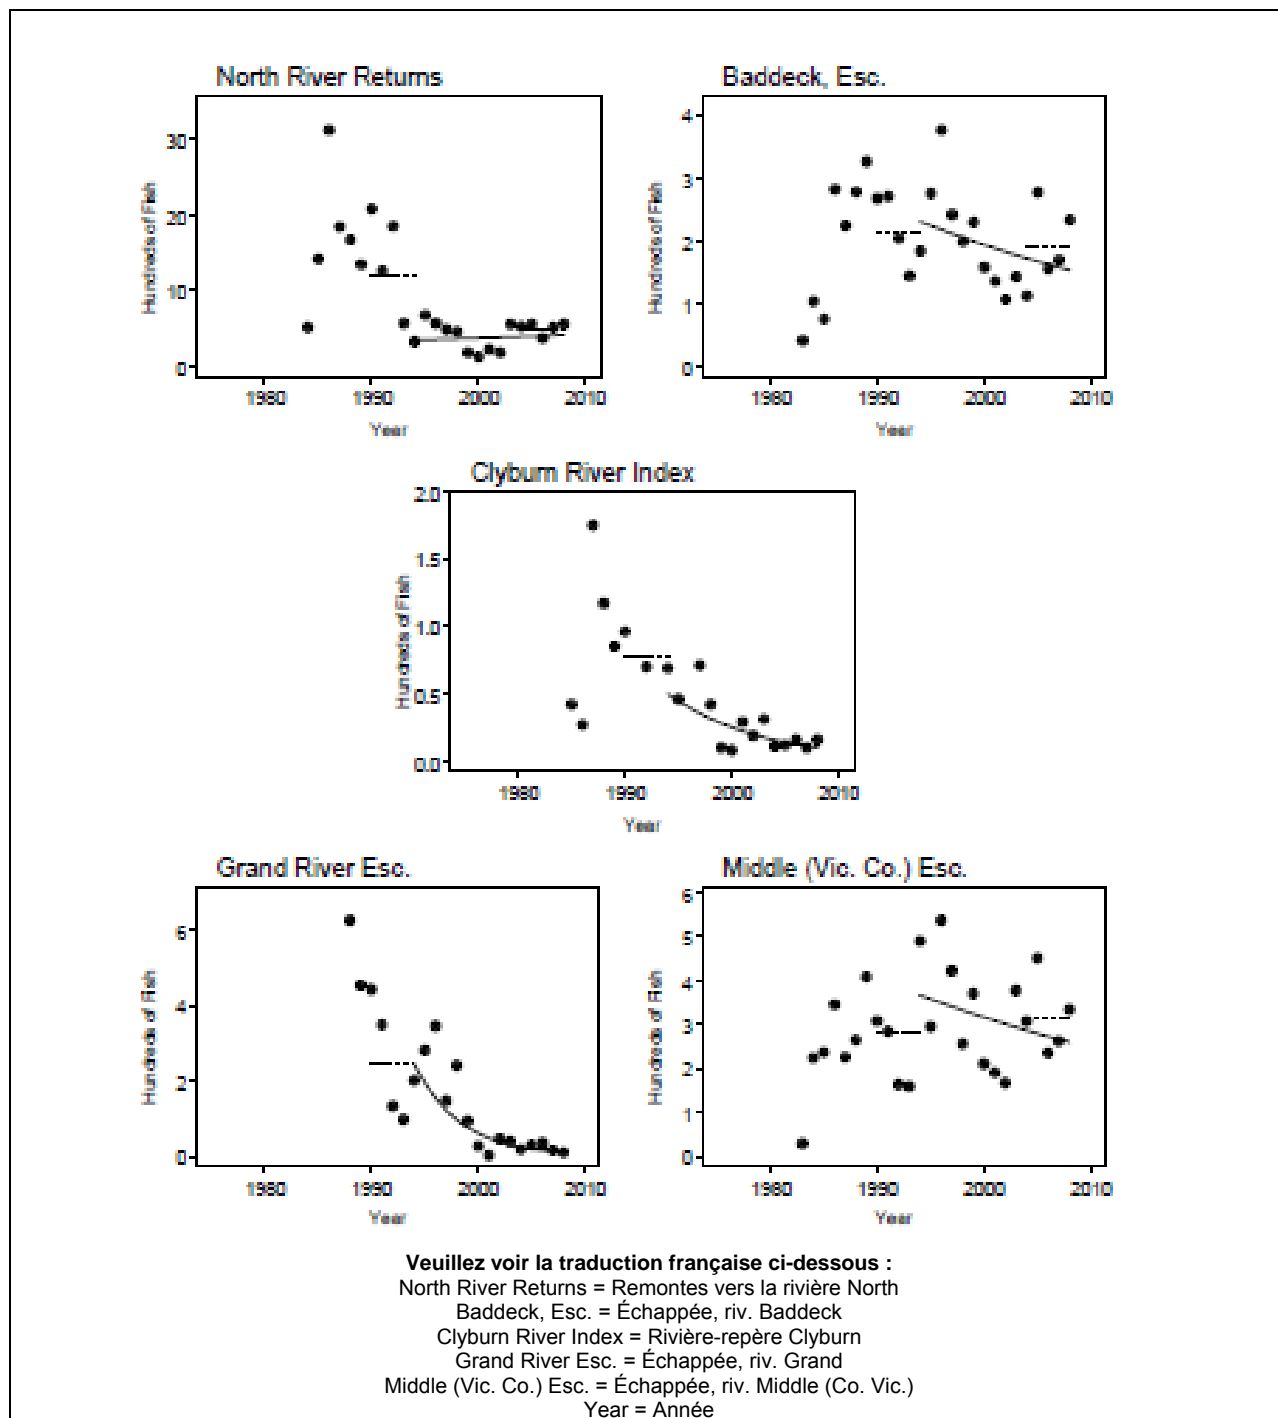 North River Returns
Hundreds of Fish
30
20
10
0
1980 1990 2000 2010
Year
Baddeck, Esc.
Hundreds of Fish
4
3
2
1
0
1980 1990 2000 2010
Year
Clyburn River Index
Hundreds of Fish
2.0
1.5
1.0
0.5
0.0
1980 1990 2000 2010
Year
Grand River Esc.
Hundreds of Fish
6
4
2
0
1980 1990 2000 2010
Year
Middle (Vic. Co.) Esc.
Hundreds of Fish
6
5
4
3
2
1
0
1980 1990 2000 2010
Year
Veuillez voir la traduction française ci-dessous :
North River Returns = Remontes vers la rivière North
Baddeck, Esc. = Échappée, riv. Baddeck
Clyburn River Index = Rivière-repère Clyburn
Grand River Esc. = Échappée, riv. Grand
Middle (Vic. Co.) Esc. = Échappée, riv. Middle (Co. Vic.)
Year = Année